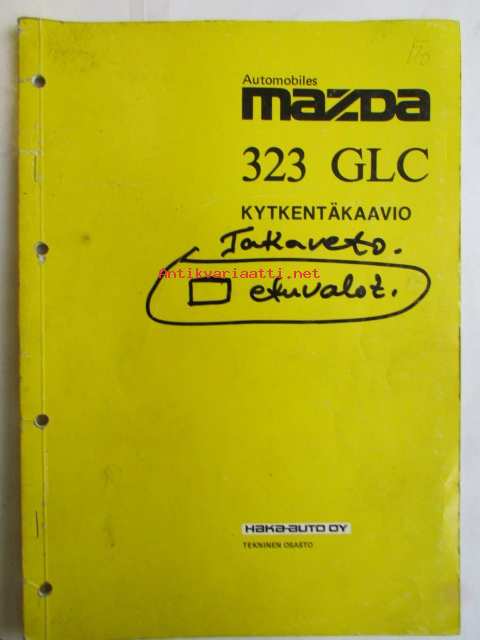 Automobiles
mazda
323 GLC
KYTKENTÄKAAVIO
Takaveto.
Antikvariaatti.net
etuvalot.
HAKA-AUTO OY
TEKNINEN OSASTO